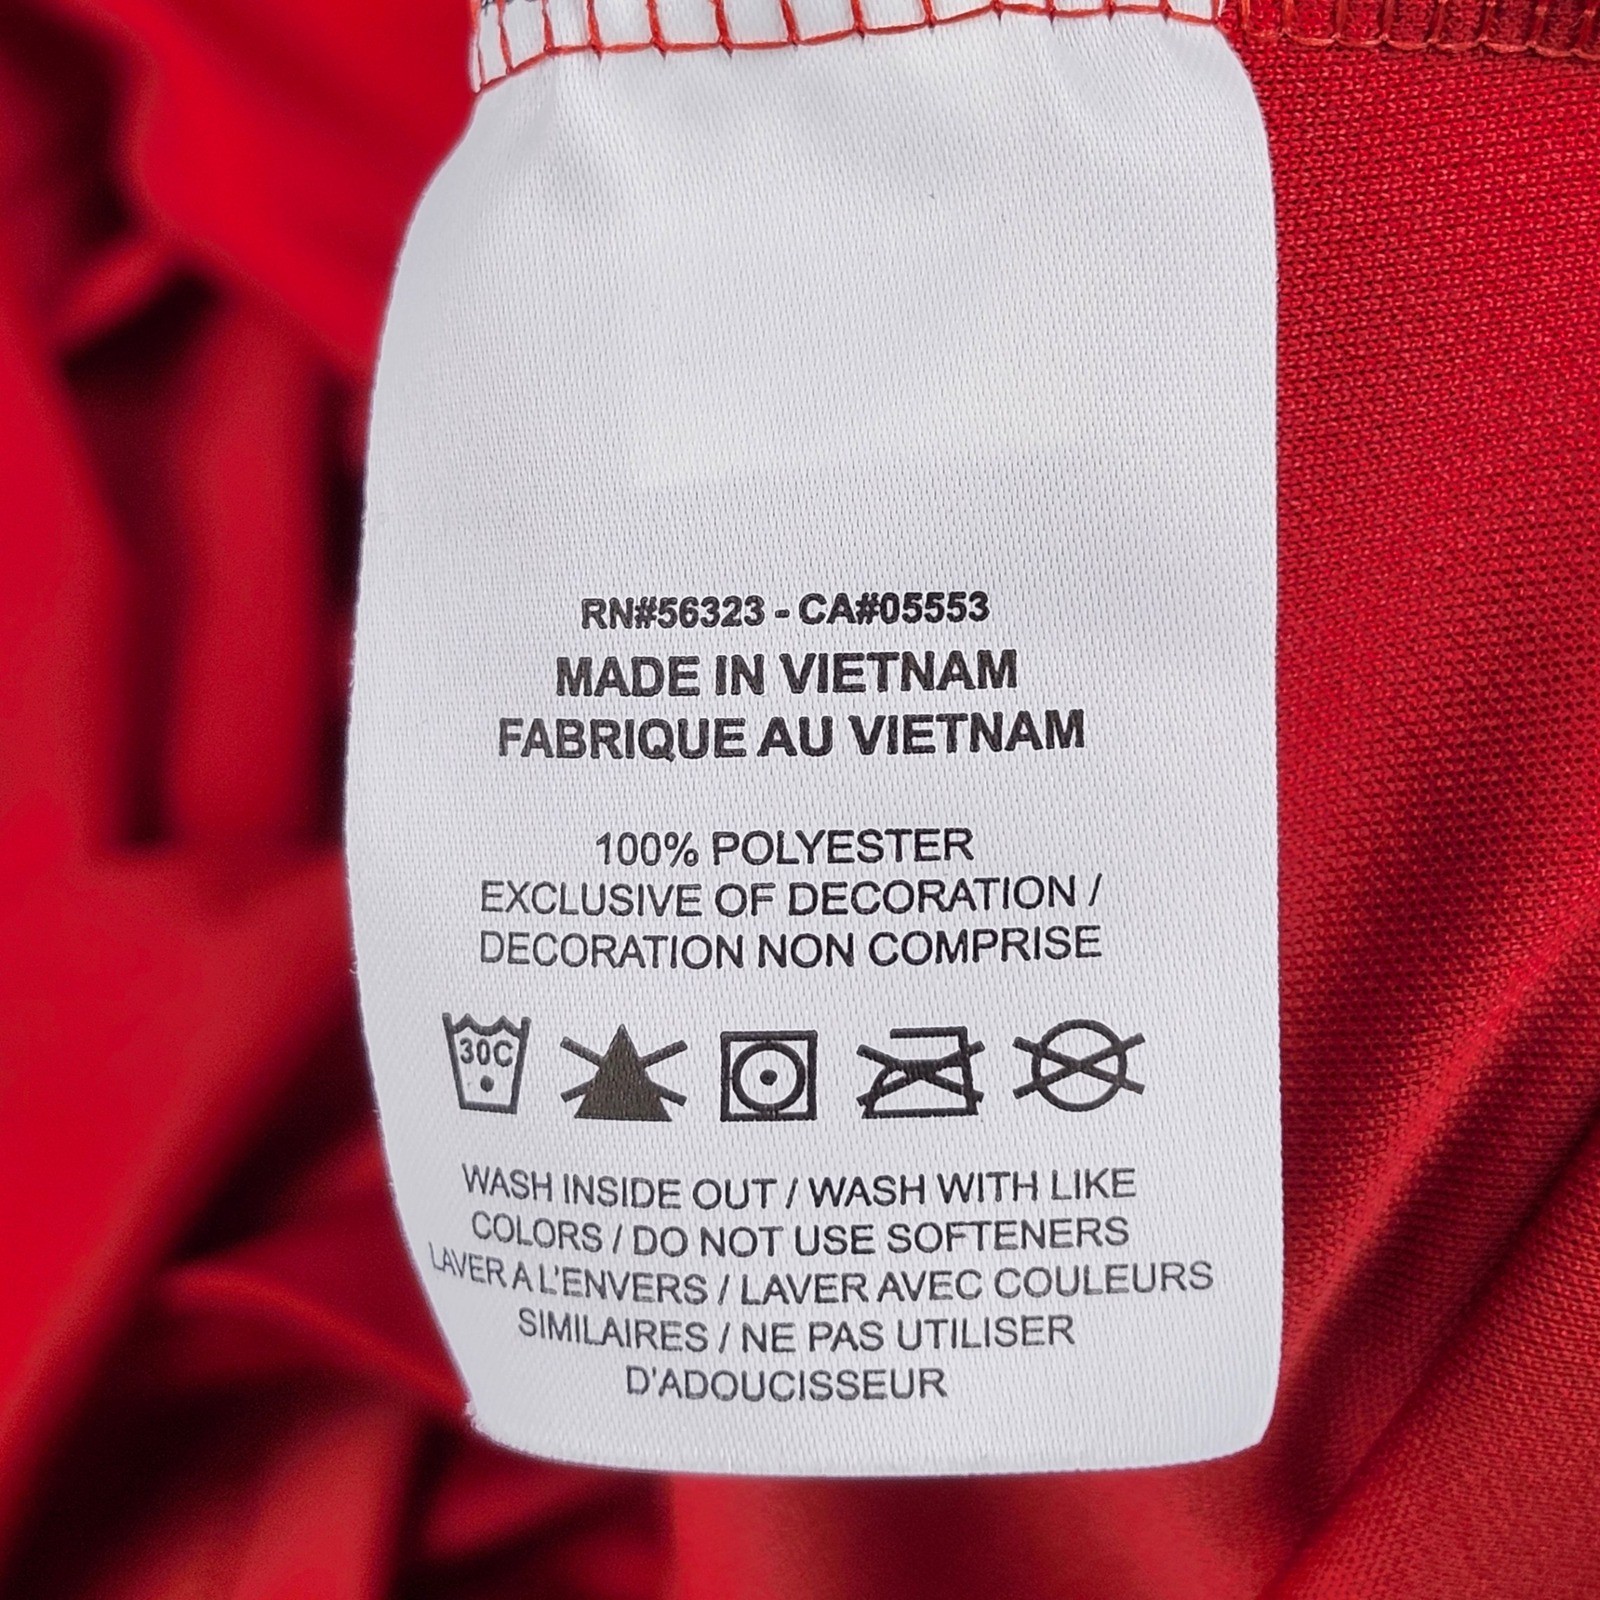 RN#56323 - CA#05553
MADE IN VIETNAM
FABRIQUE AU VIETNAM
100% POLYESTER
EXCLUSIVE OF DECORATION /
DECORATION NON COMPRISE
30C
WASH INSIDE OUT / WASH WITH LIKE
COLORS / DO NOT USE SOFTENERS
LAVER A L'ENVERS / LAVER AVEC COULEURS
SIMILAIRES / NE PAS UTILISER
D'ADOUCISSEUR